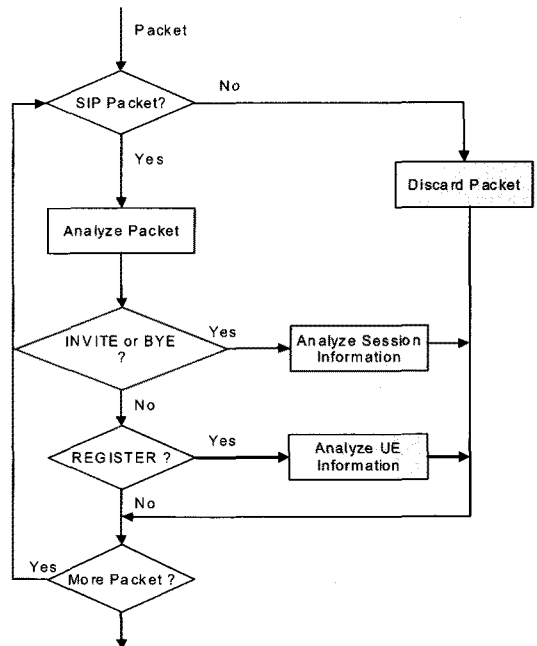 Packet
SIP Packet?
No
Yes
Discard Packet
Analyze Packet
INVITE or BYE
?
Yes
Analyze Session
Information
No
REGISTER ?
Yes
Analyze UE
Information
No
Yes
More Packet ?